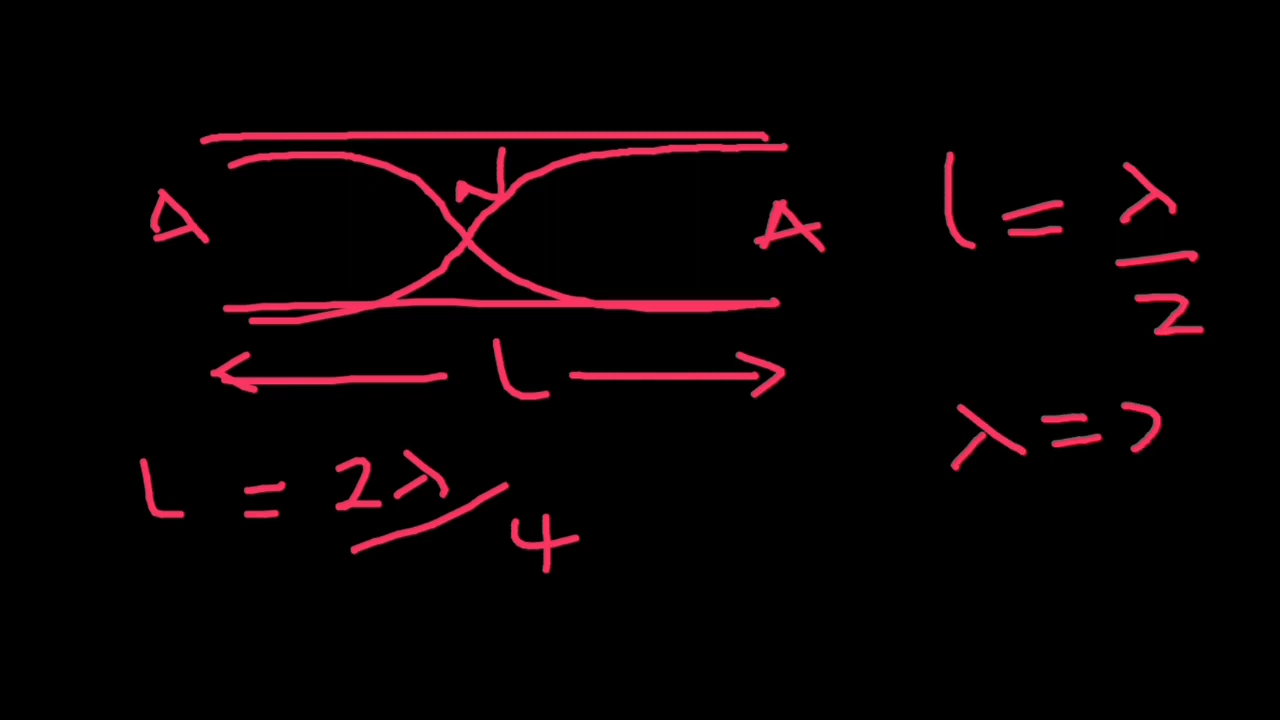 A N A
l = λ/2
L
λ = ?
L = 2λ/4